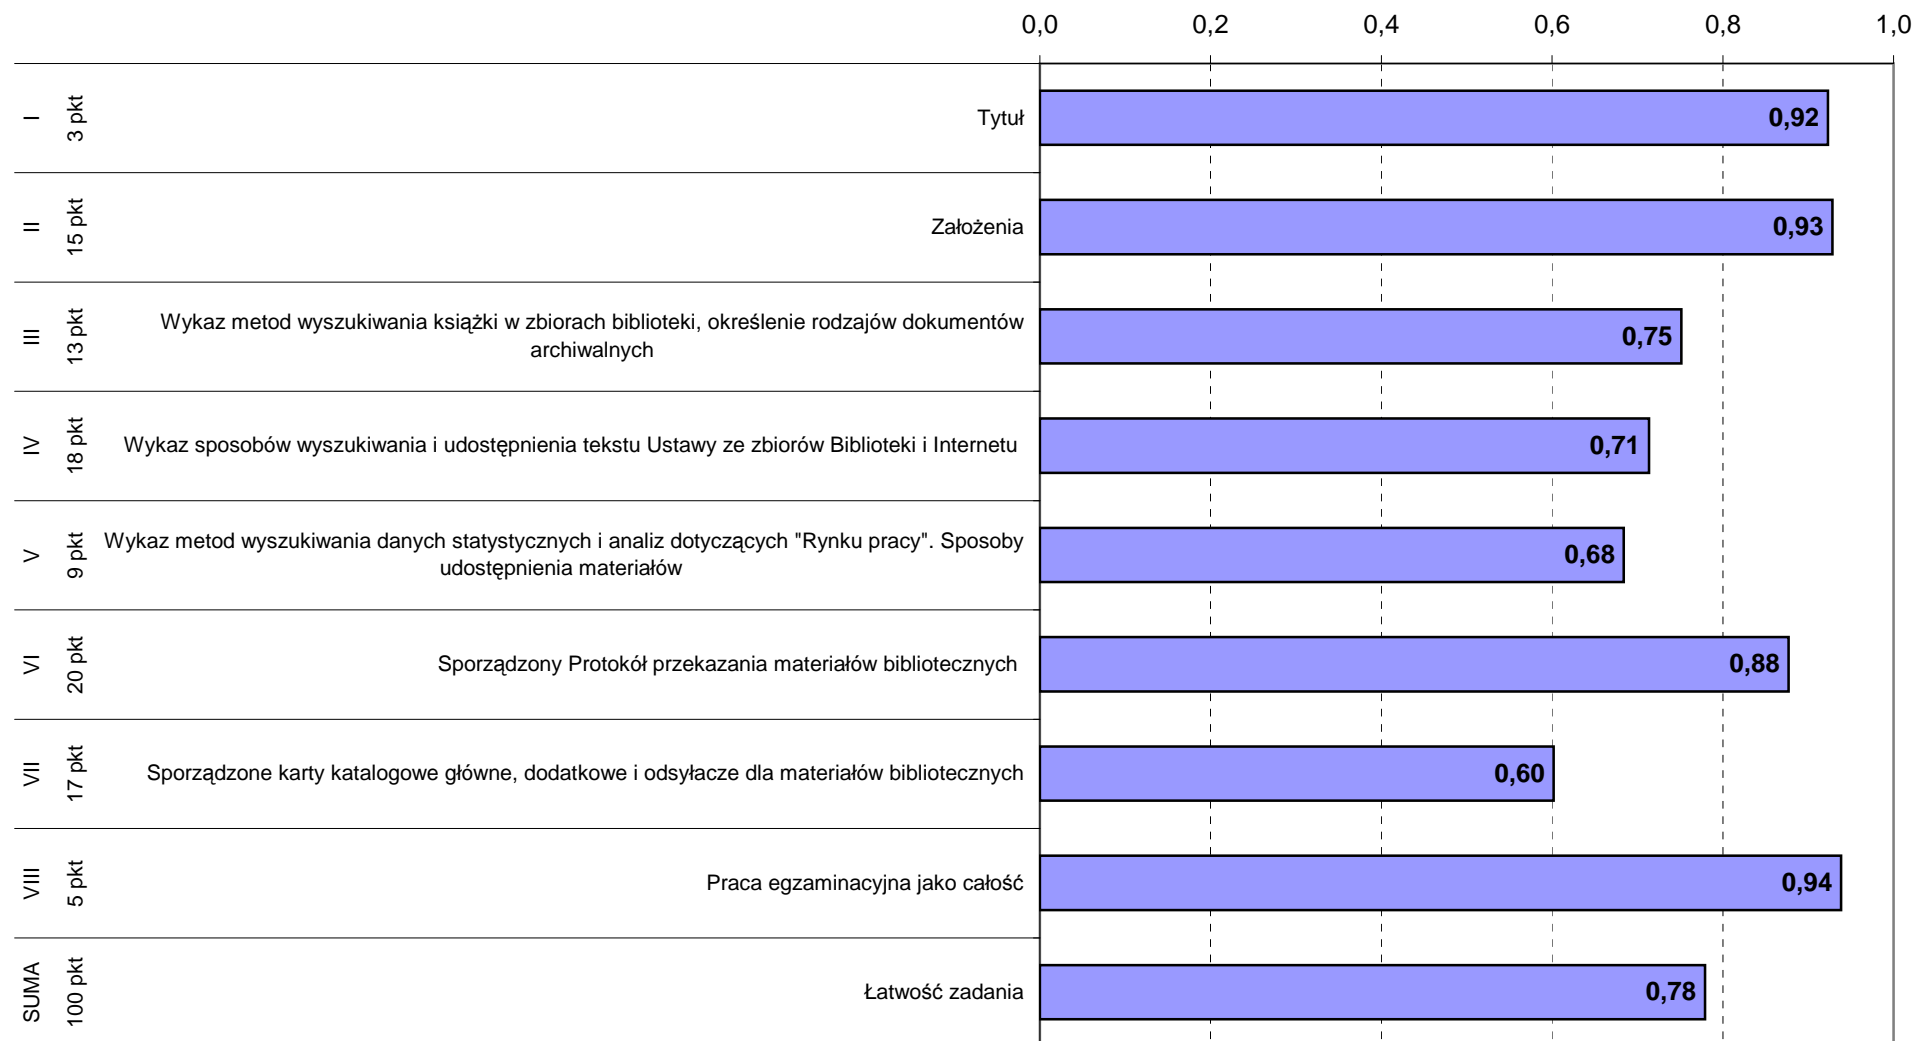 0,0 0,2 0,4 0,6 0,8 1,0
I 3 pkt Tytuł 0,92
II 15 pkt Założenia 0,93
III 13 pkt Wykaz metod wyszukiwania książki w zbiorach biblioteki, określenie rodzajów dokumentów
archiwalnych 0,75
IV 18 pkt Wykaz sposobów wyszukiwania i udostępnienia tekstu Ustawy ze zbiorów Biblioteki i Internetu 0,71
V 9 pkt Wykaz metod wyszukiwania danych statystycznych i analiz dotyczących "Rynku pracy". Sposoby
udostępnienia materiałów 0,68
VI 20 pkt Sporządzony Protokół przekazania materiałów bibliotecznych 0,88
VII 17 pkt Sporządzone karty katalogowe główne, dodatkowe i odsyłacze dla materiałów bibliotecznych 0,60
VIII 5 pkt Praca egzaminacyjna jako całość 0,94
SUMA 100 pkt Łatwość zadania 0,78